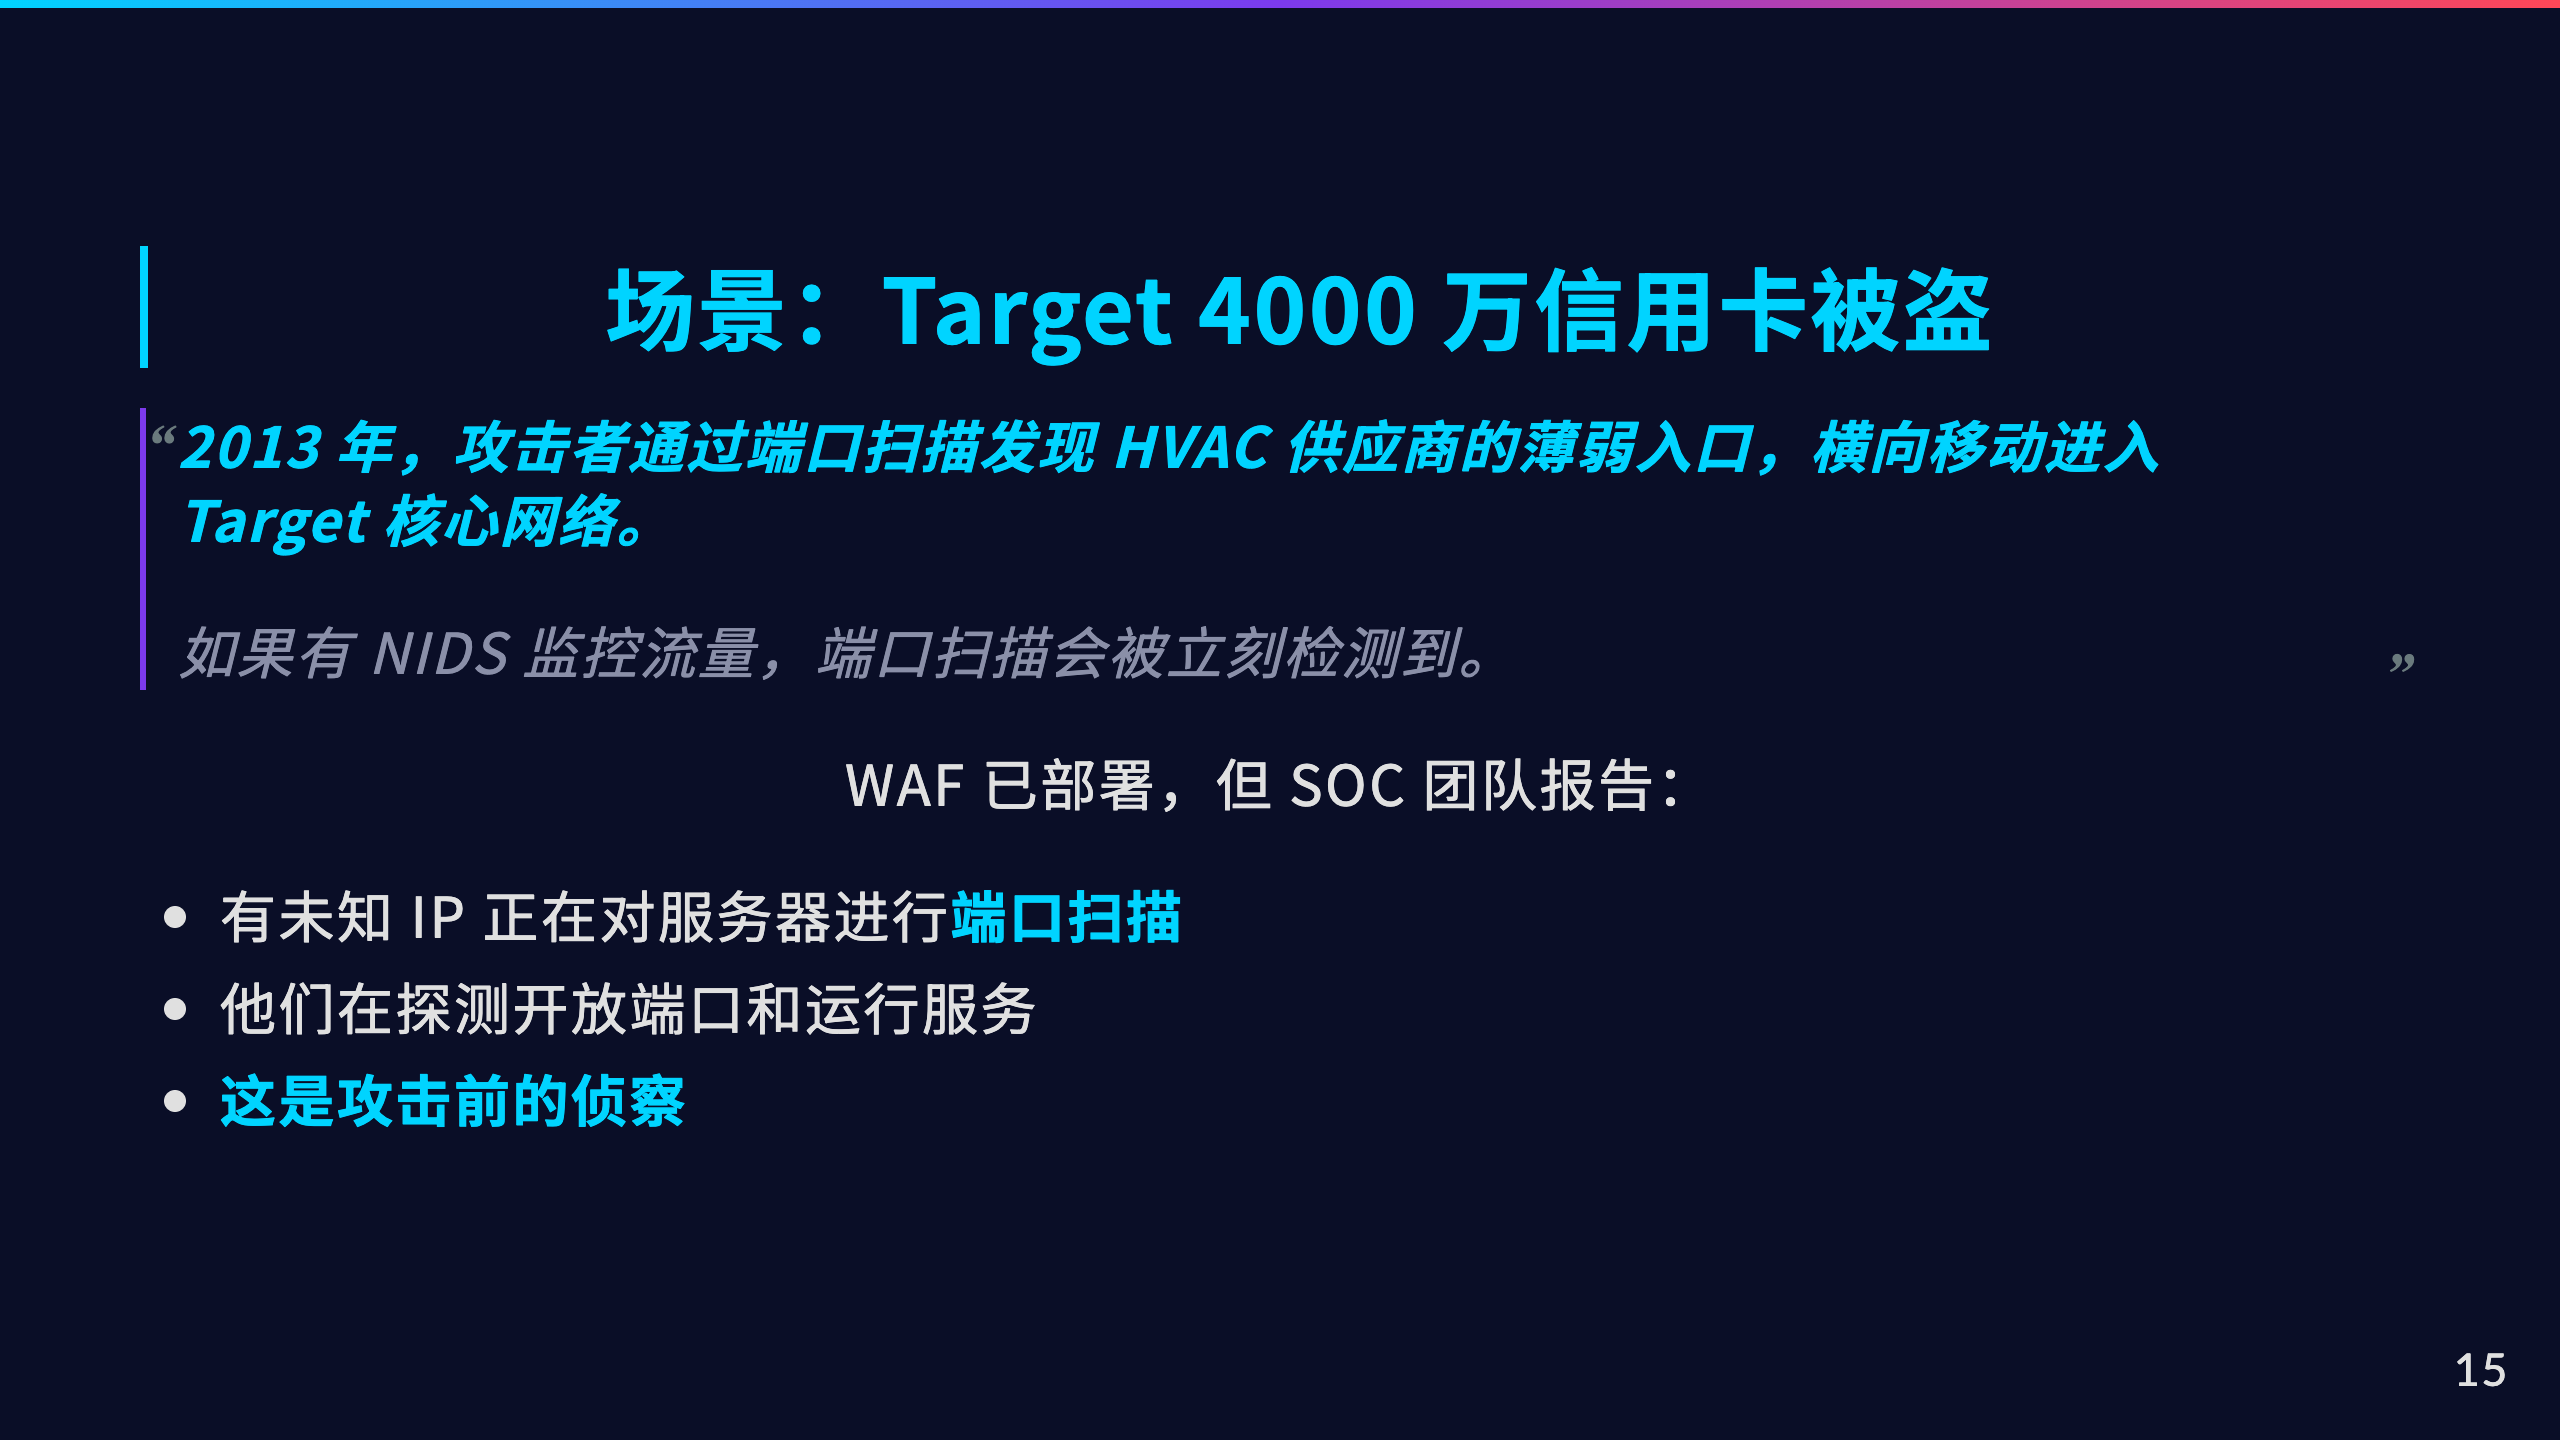 场景：Target 4000 万信用卡被盗
“2013 年，攻击者通过端口扫描发现 HVAC 供应商的薄弱入口，横向移动进入
Target 核心网络。
如果有 NIDS 监控流量，端口扫描会被立刻检测到。”
WAF 已部署，但 SOC 团队报告：
• 有未知 IP 正在对服务器进行端口扫描
• 他们在探测开放端口和运行服务
• 这是攻击前的侦察
15